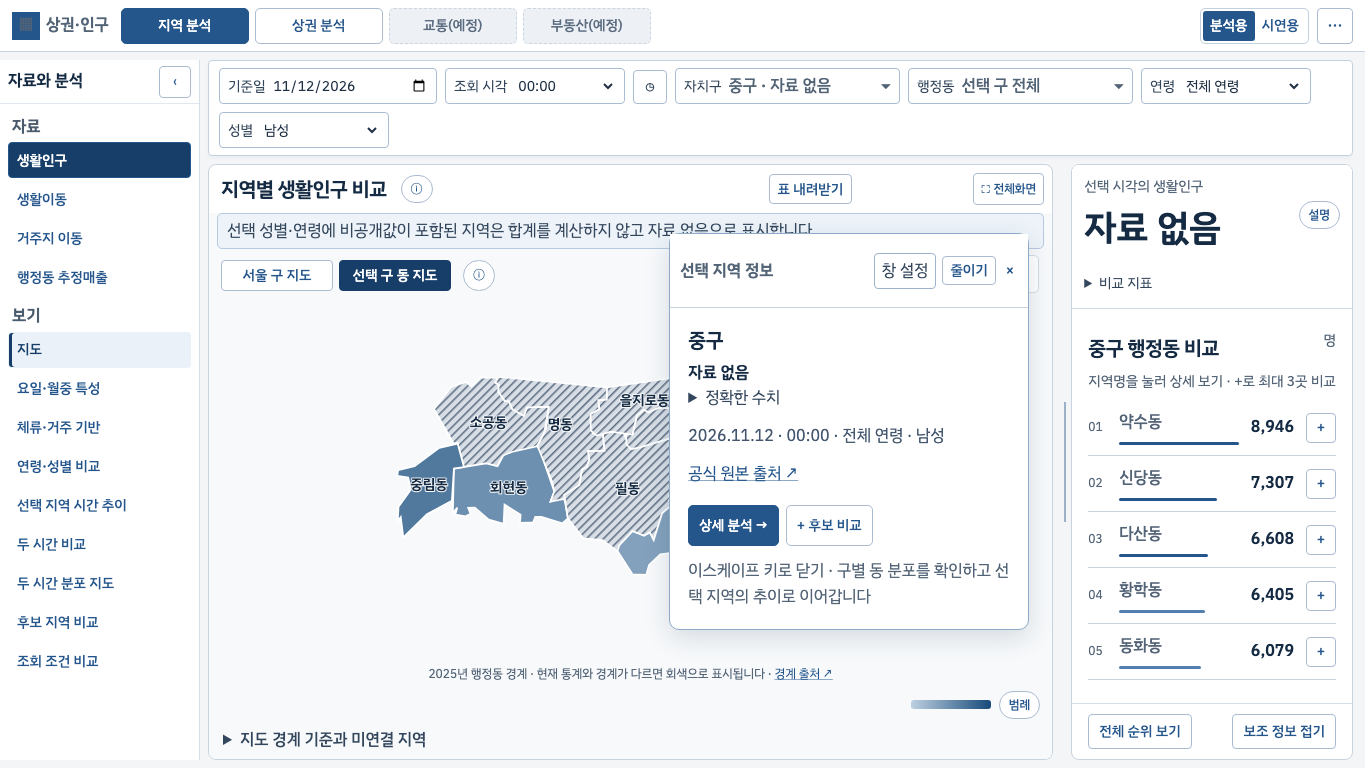 상권·인구
지역 분석
상권 분석
교통(예정)
부동산(예정)
분석용
시연용
···
자료와 분석
‹
자료
생활인구
생활이동
거주지 이동
행정동 추정매출
보기
지도
요일·월중 특성
체류·거주 기반
연령·성별 비교
선택 지역 시간 추이
두 시간 비교
두 시간 분포 지도
후보 지역 비교
조회 조건 비교
기준일 11/12/2026
조회 시각 00:00
자치구 중구 · 자료 없음
행정동 선택 구 전체
연령 전체 연령
성별 남성
지역별 생활인구 비교
ⓘ
표 내려받기
전체화면
선택 성별·연령에 비공개값이 포함된 지역은 합계를 계산하지 않고 자료 없음으로 표시합니다
서울 구 지도
선택 구 동 지도
ⓘ
소공동
명동
을지로동
중림동
회현동
필동
선택 지역 정보
창 설정
줄이기
×
중구
자료 없음
▶ 정확한 수치
2026.11.12 · 00:00 · 전체 연령 · 남성
공식 원본 출처 ↗
상세 분석 →
+ 후보 비교
이스케이프 키로 닫기 · 구별 동 분포를 확인하고 선
택 지역의 추이로 이어갑니다
2025년 행정동 경계 · 현재 통계와 경계가 다르면 회색으로 표시됩니다 · 경계 출처 ↗
범례
▶ 지도 경계 기준과 미연결 지역
선택 시각의 생활인구
자료 없음
설명
▶ 비교 지표
중구 행정동 비교
명
지역명을 눌러 상세 보기 · +로 최대 3곳 비교
01 약수동 8,946 +
02 신당동 7,307 +
03 다산동 6,608 +
04 황학동 6,405 +
05 동화동 6,079 +
전체 순위 보기
보조 정보 접기